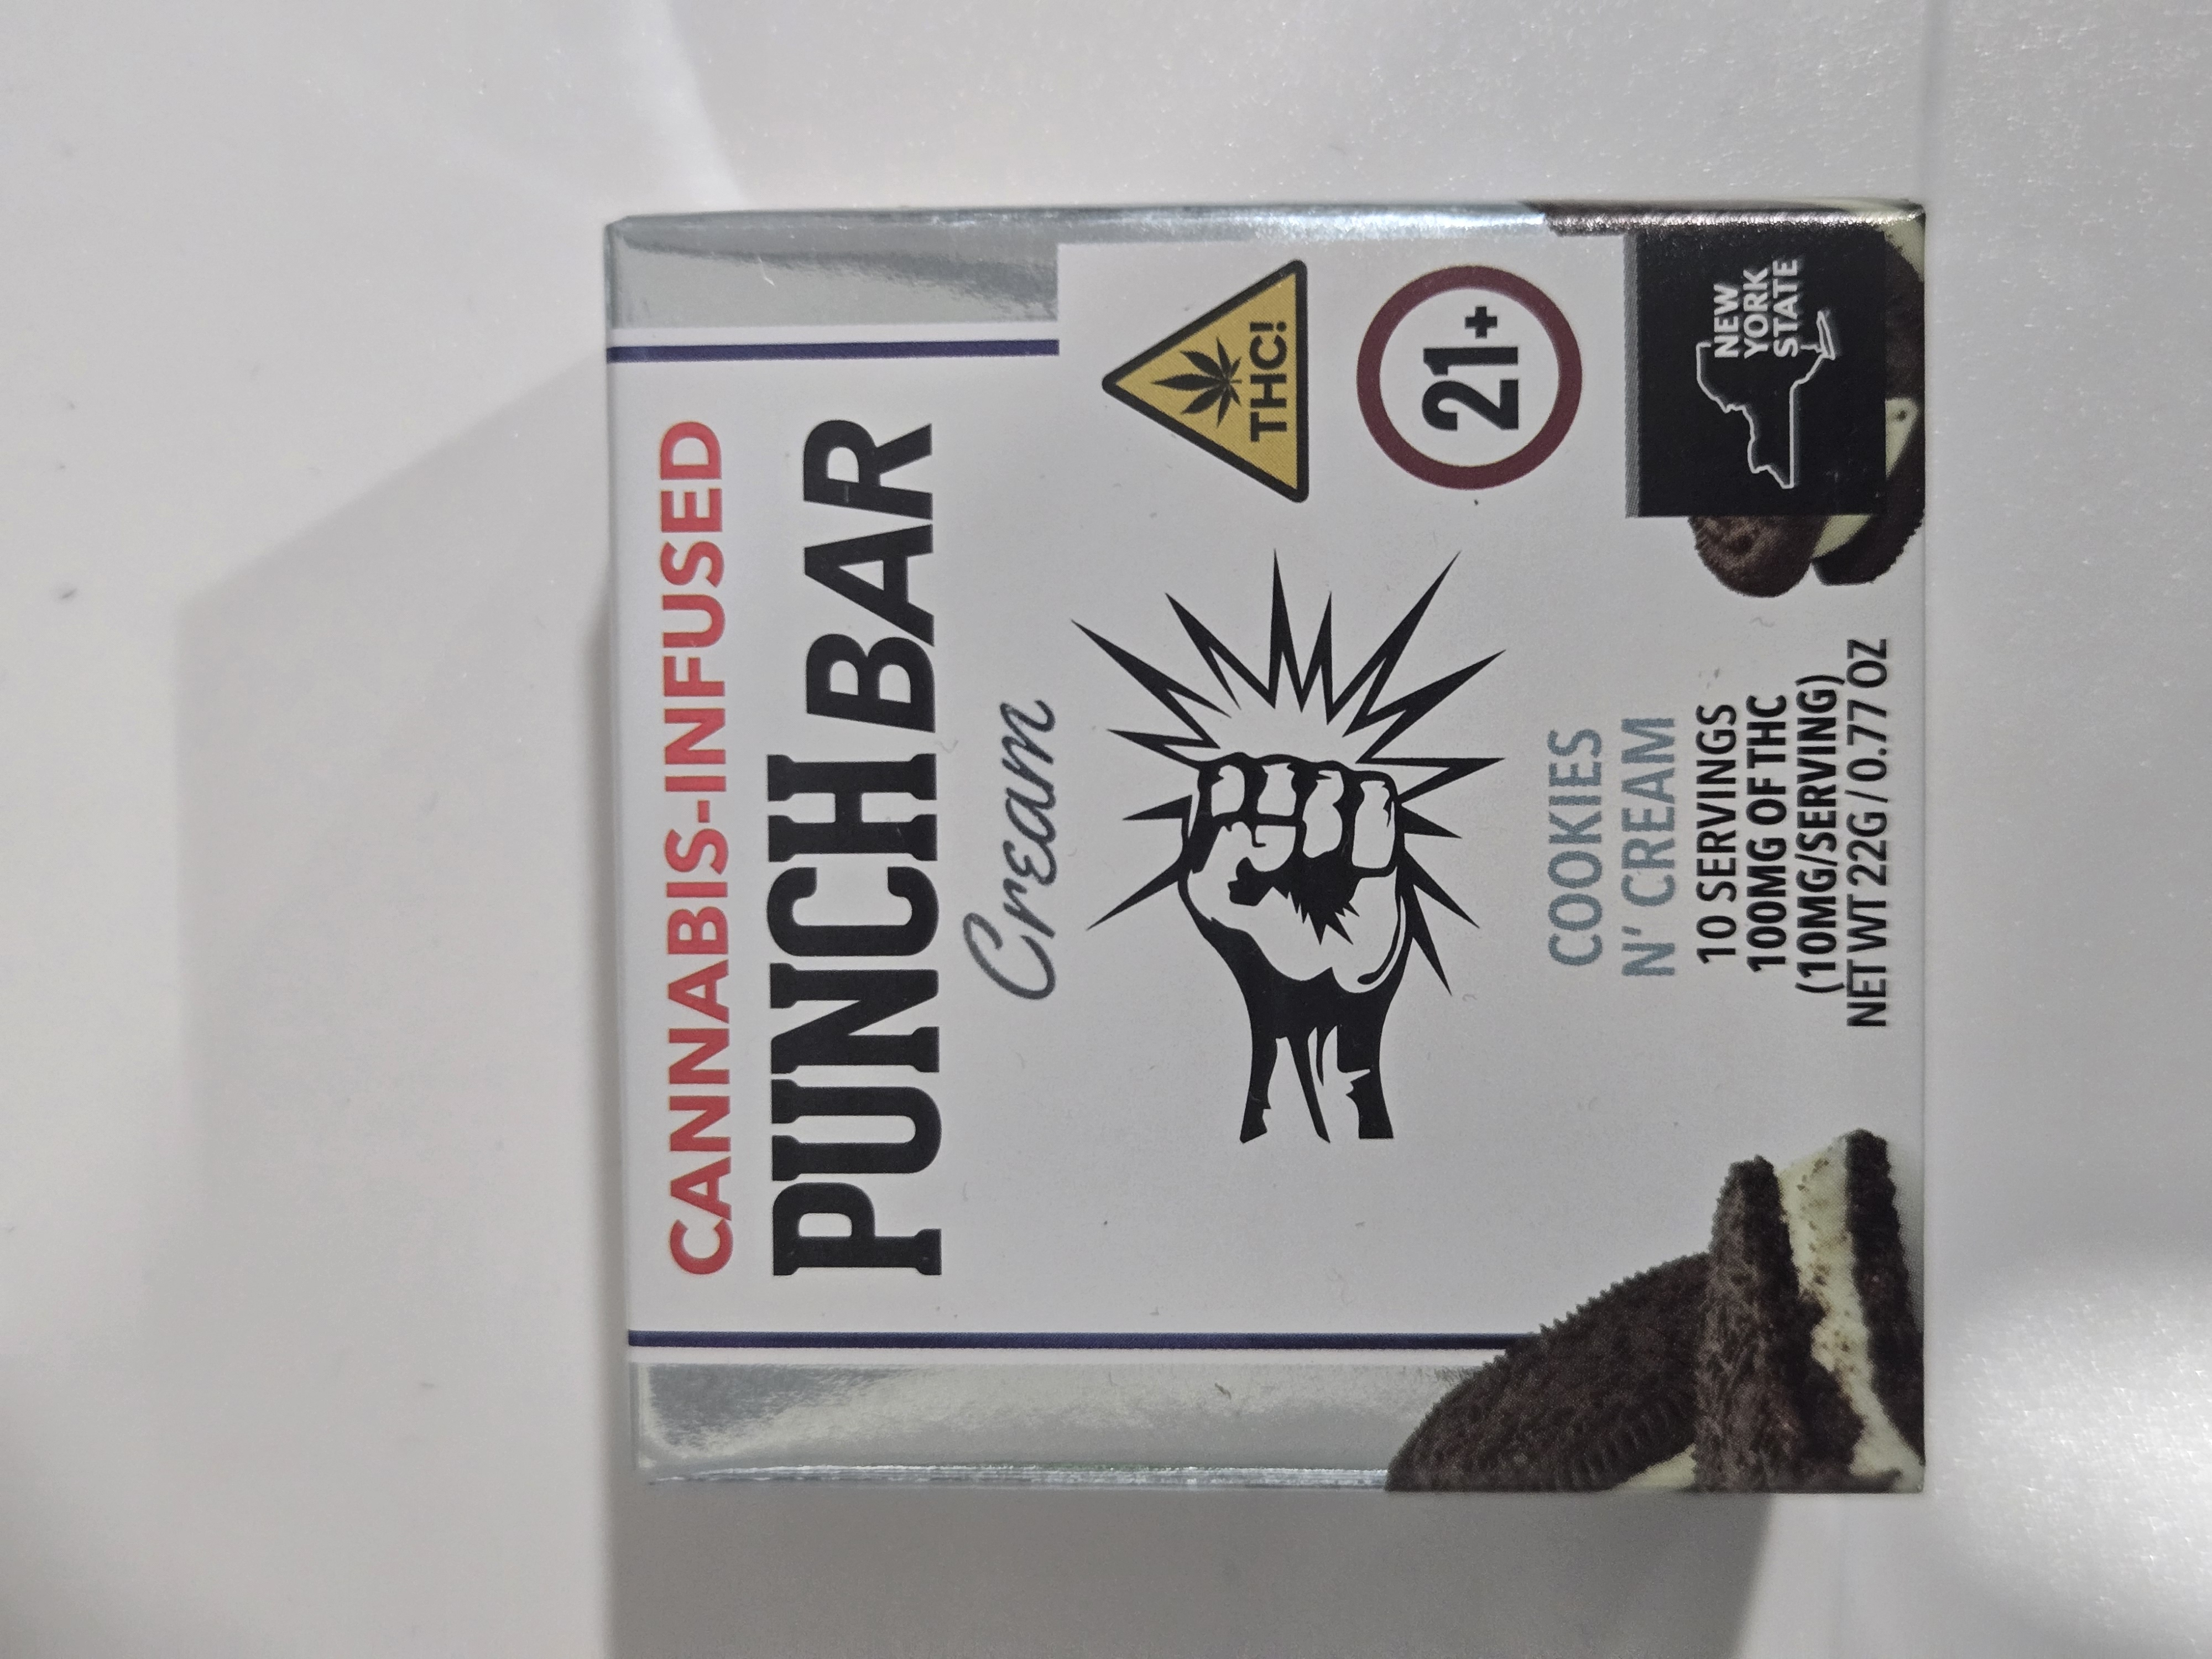 CANNABIS-INFUSED
PUNCH BAR
Cream
THC!
21+
NEW
YORK
STATE
COOKIES
N' CREAM
10 SERVINGS
100MG OF THC
(10MG/SERVING)
NET WT 22G / 0.77 OZ